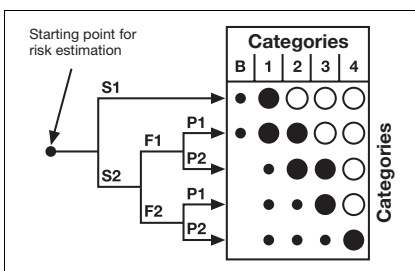 Starting point for
risk estimation
Categories
B 1 2 3 4
S1
P1
F1
P2
S2
P1
F2
P2
Categories